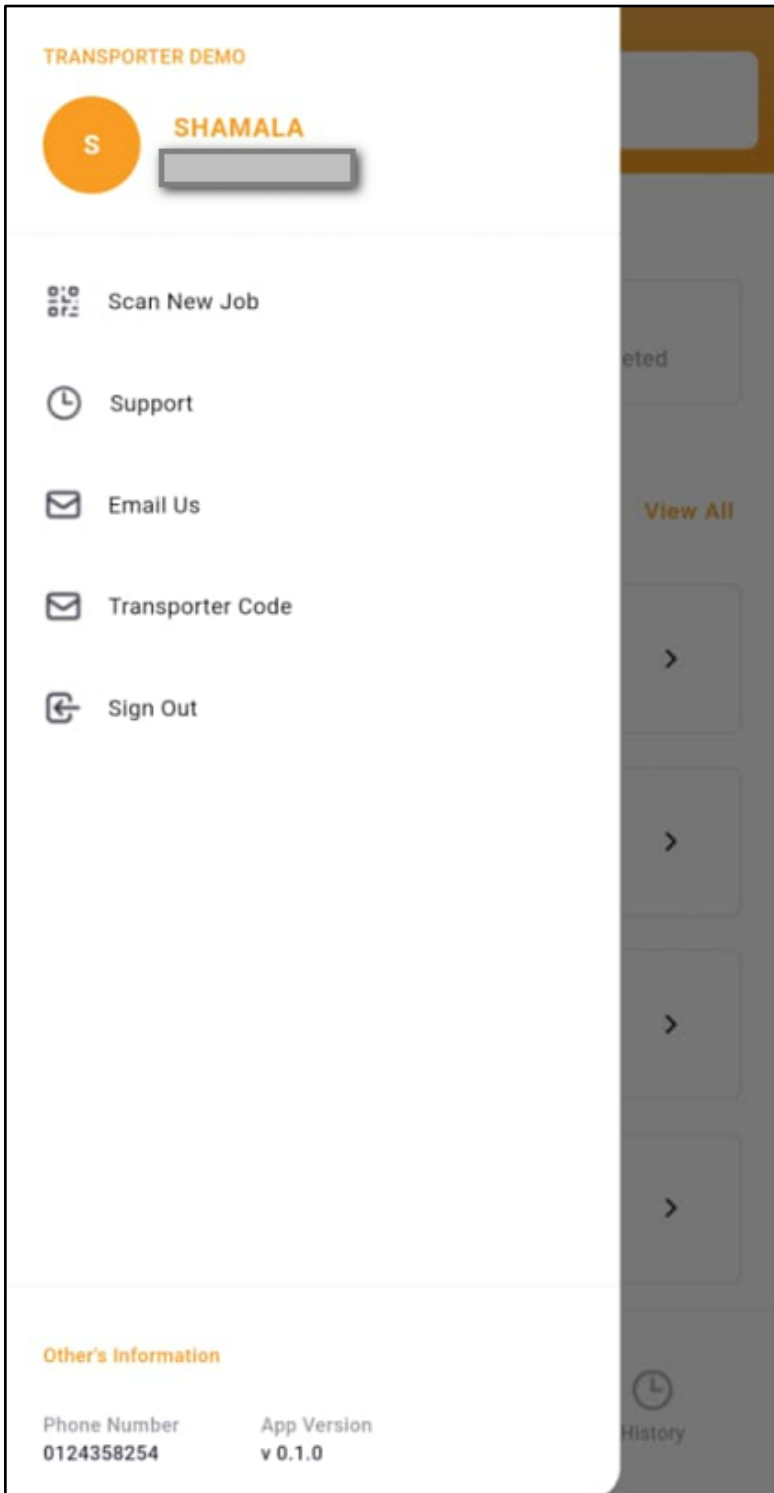 TRANSPORTER DEMO
S
SHAMALA
Scan New Job
Support
Email Us
Transporter Code
Sign Out
eted
View All
Other's Information
Phone Number App Version
0124358254 v 0.1.0
History